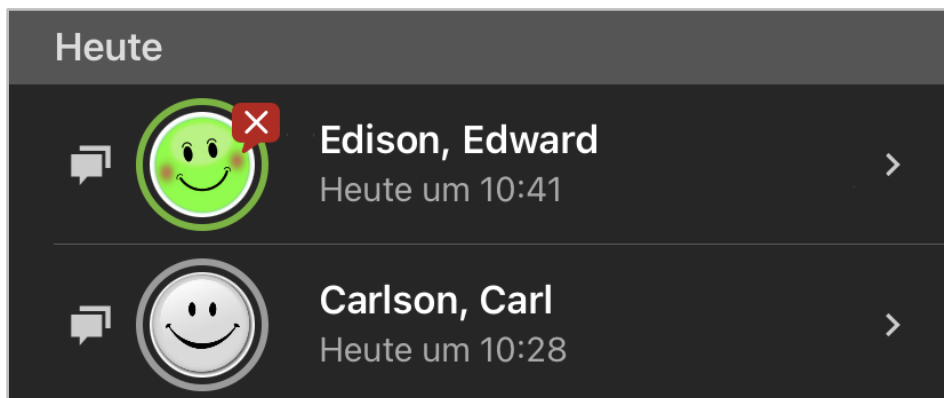 Heute
Edison, Edward
Heute um 10:41
Carlson, Carl
Heute um 10:28